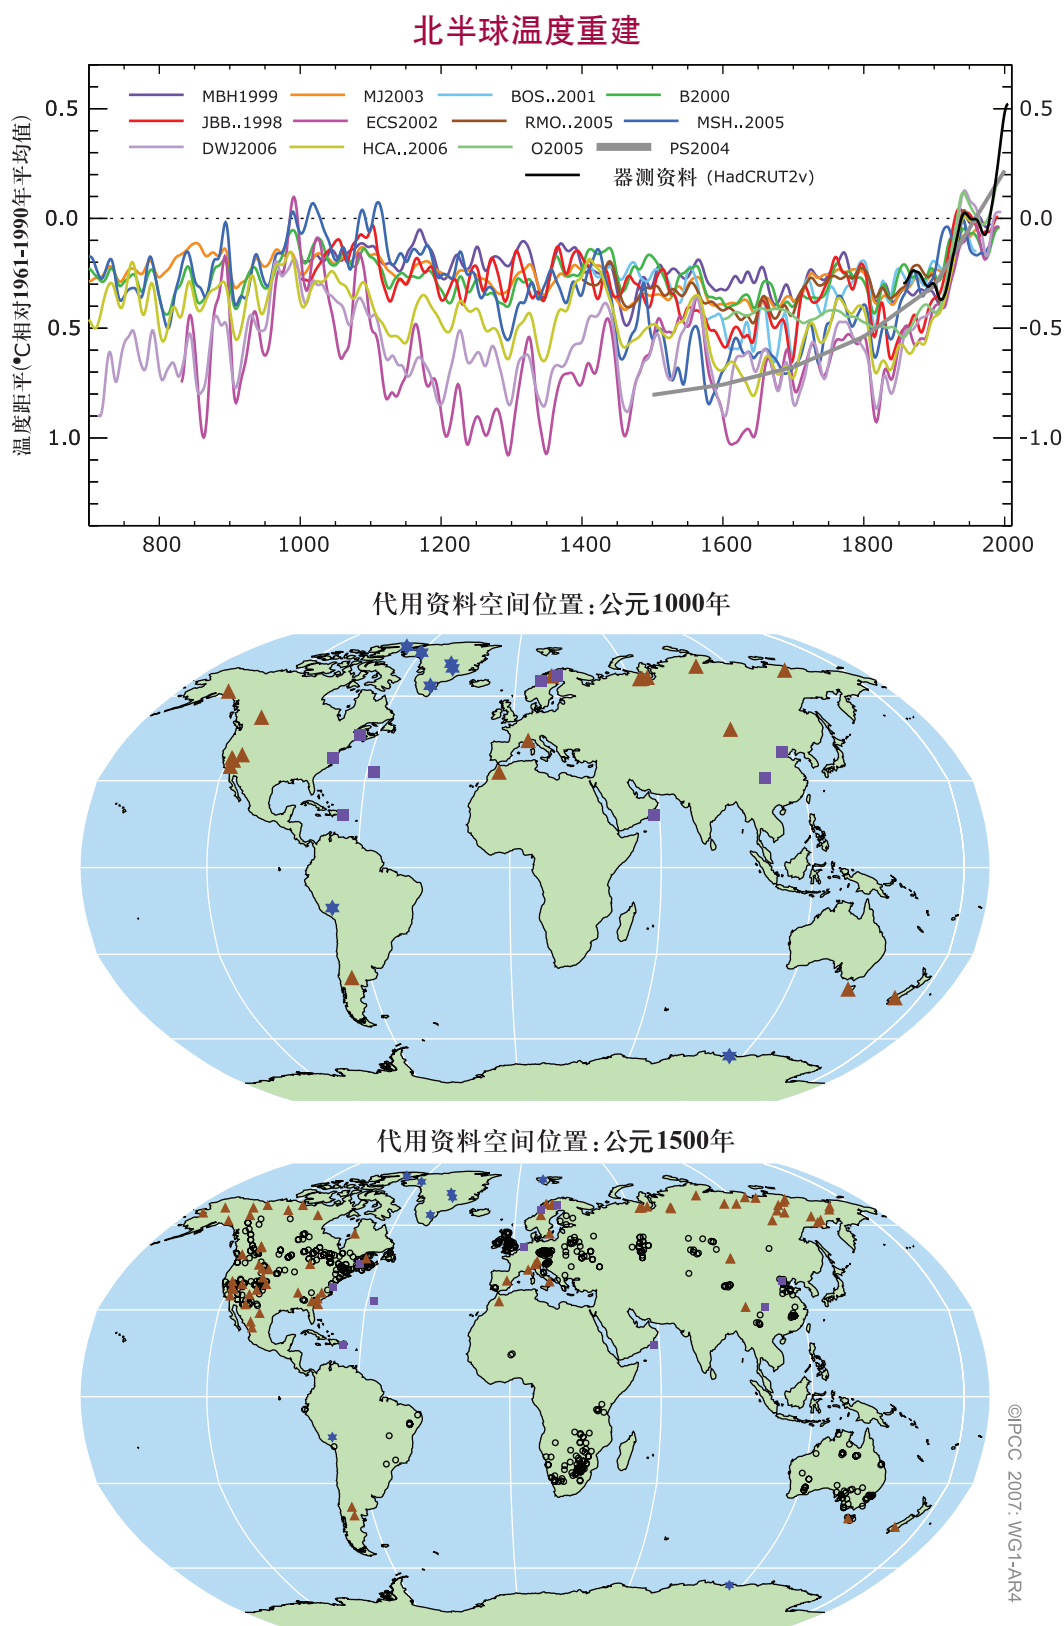 北半球温度重建
MBH1999 MJ2003 BOS..2001 B2000
JBB..1998 ECS2002 RMO..2005 MSH..2005
DWJ2006 HCA..2006 O2005 PS2004
器测资料 (HadCRUT2v)
温度距平(℃相对1961-1990年平均值)
0.5
0.0
0.5
1.0
0.5
0.0
-0.5
-1.0
800 1000 1200 1400 1600 1800 2000
代用资料空间位置:公元1000年
代用资料空间位置:公元1500年
©IPCC 2007: WG1-AR4